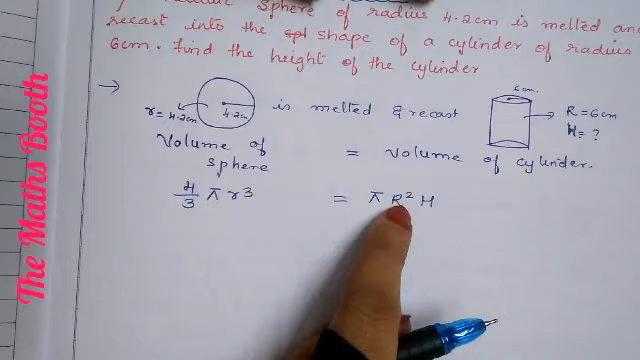 Metallic Sphere of radius 4.2cm is melted and
recast into the shape of a cylinder of radius
6cm. find the height of the cylinder
→ r=4.2cm 4.2cm is melted & recast 6cm. R=6cm
H=?
Volume of sphere = Volume of cylinder.
4/3 π r³ = π R² H
The Maths Booth